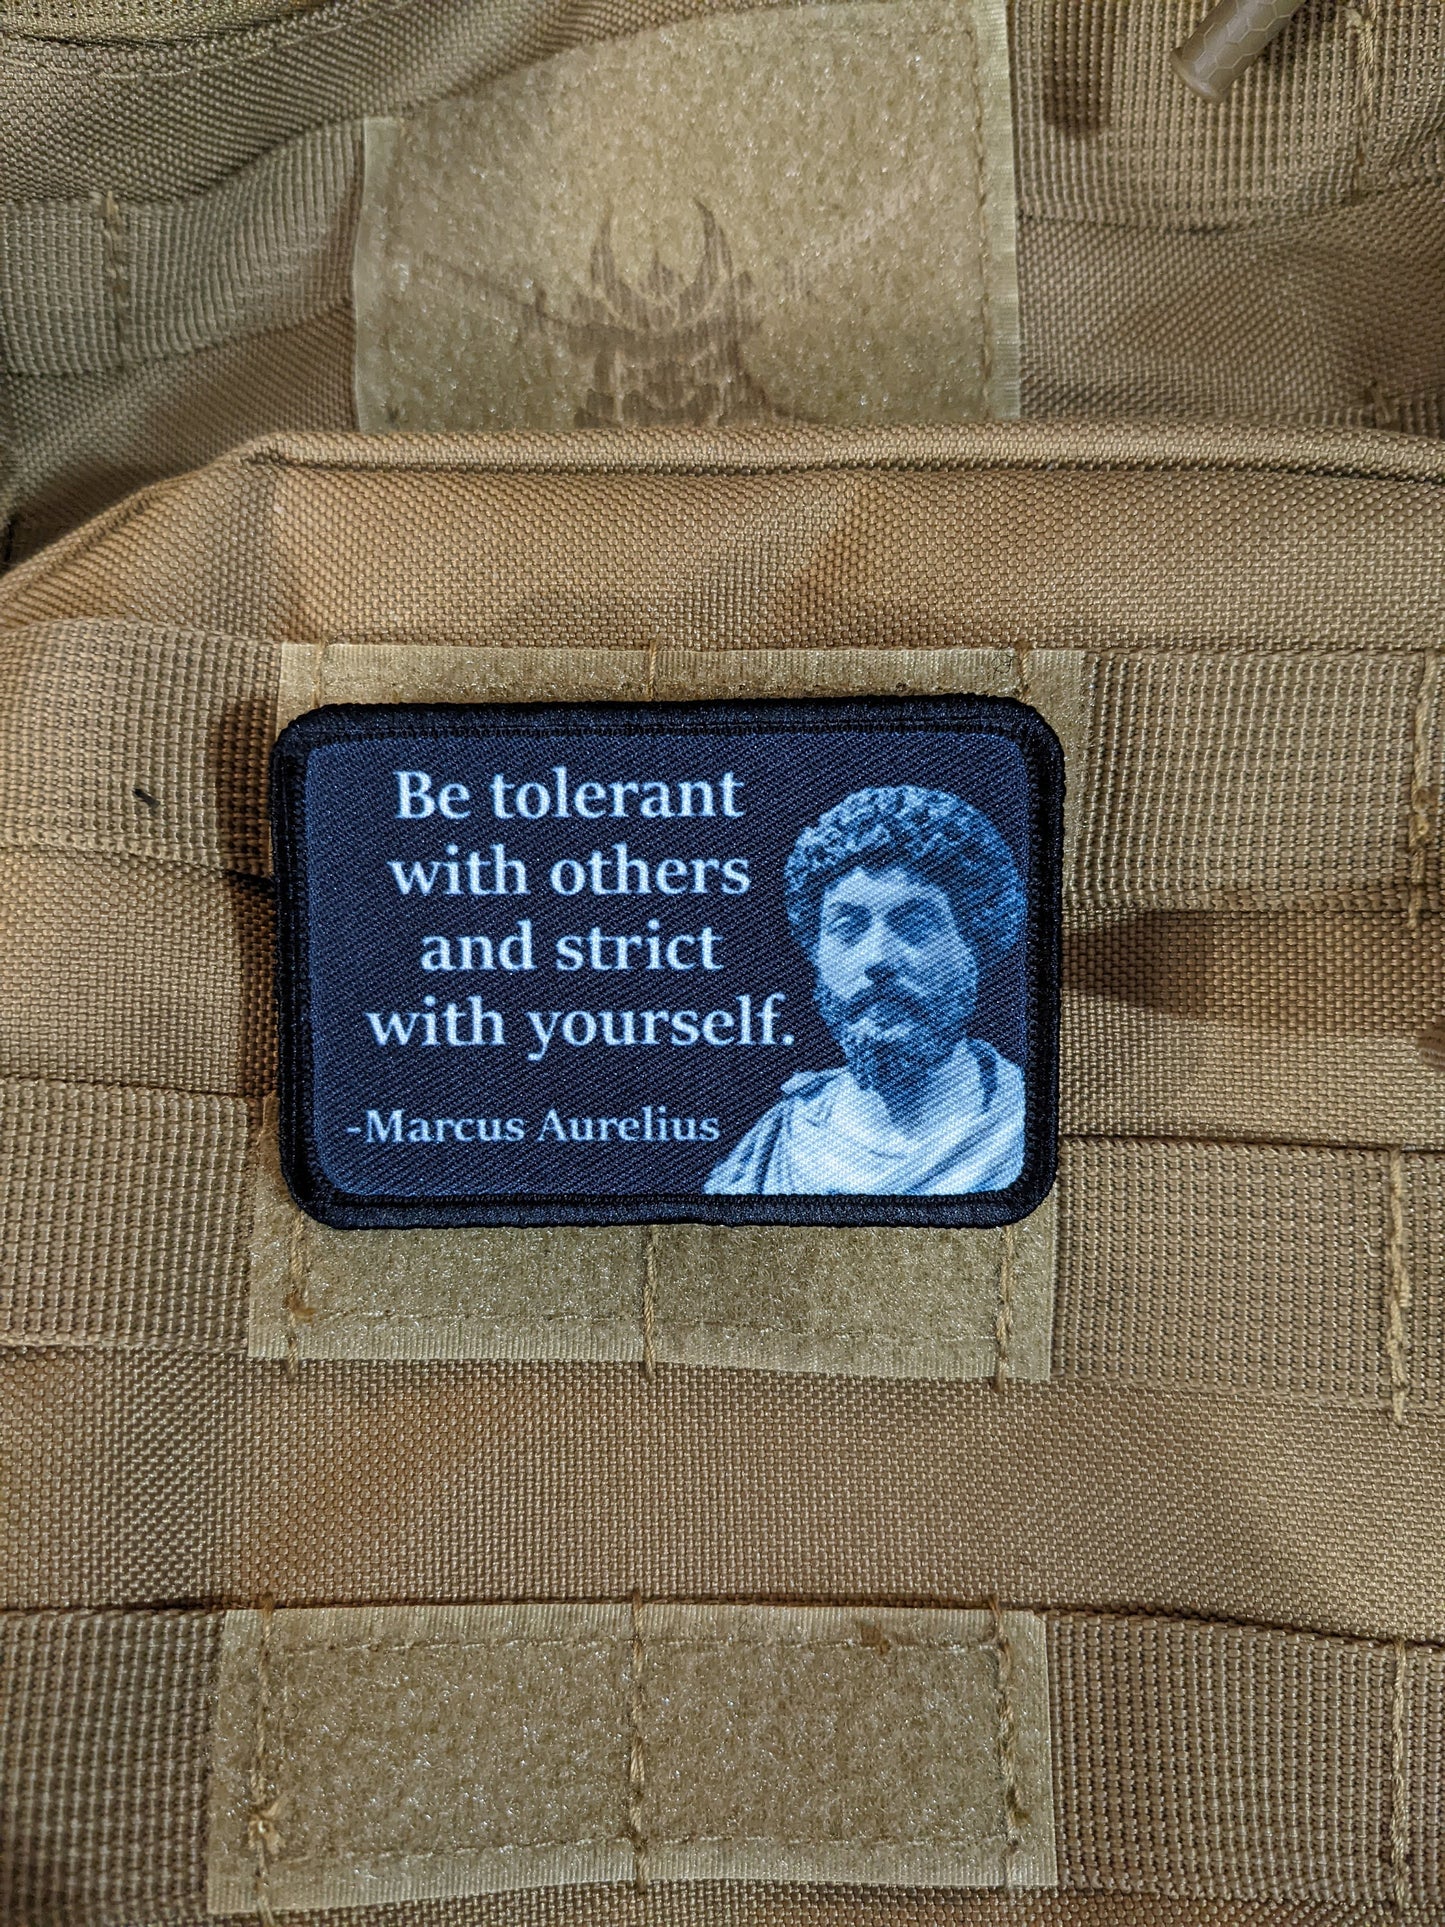 Be tolerant
with others
and strict
with yourself.
-Marcus Aurelius